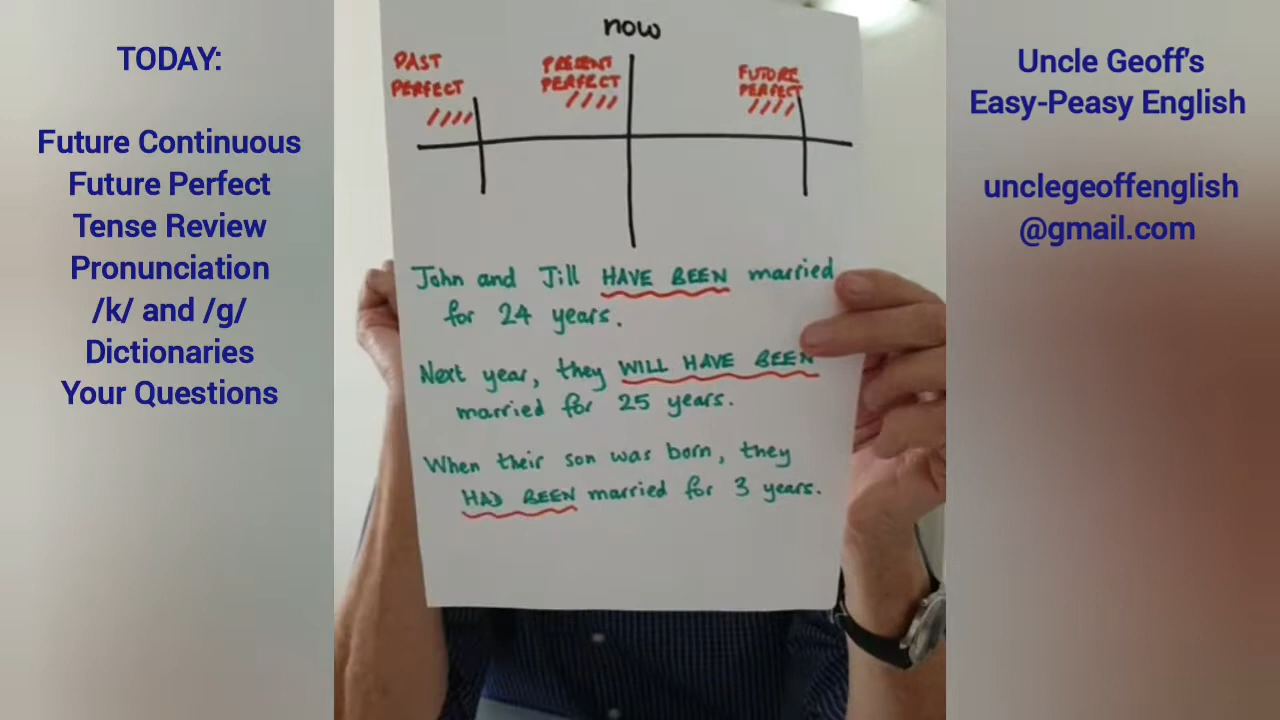 TODAY:
Future Continuous
Future Perfect
Tense Review
Pronunciation
/k/ and /g/
Dictionaries
Your Questions
now
PAST
PERFECT
PRESENT
PERFECT
FUTURE
PERFECT
John and Jill HAVE BEEN married
for 24 years.
Next year, they WILL HAVE BEEN
married for 25 years.
When their son was born, they
HAD BEEN married for 3 years.
Uncle Geoff's
Easy-Peasy English
unclegeoffenglish
@gmail.com